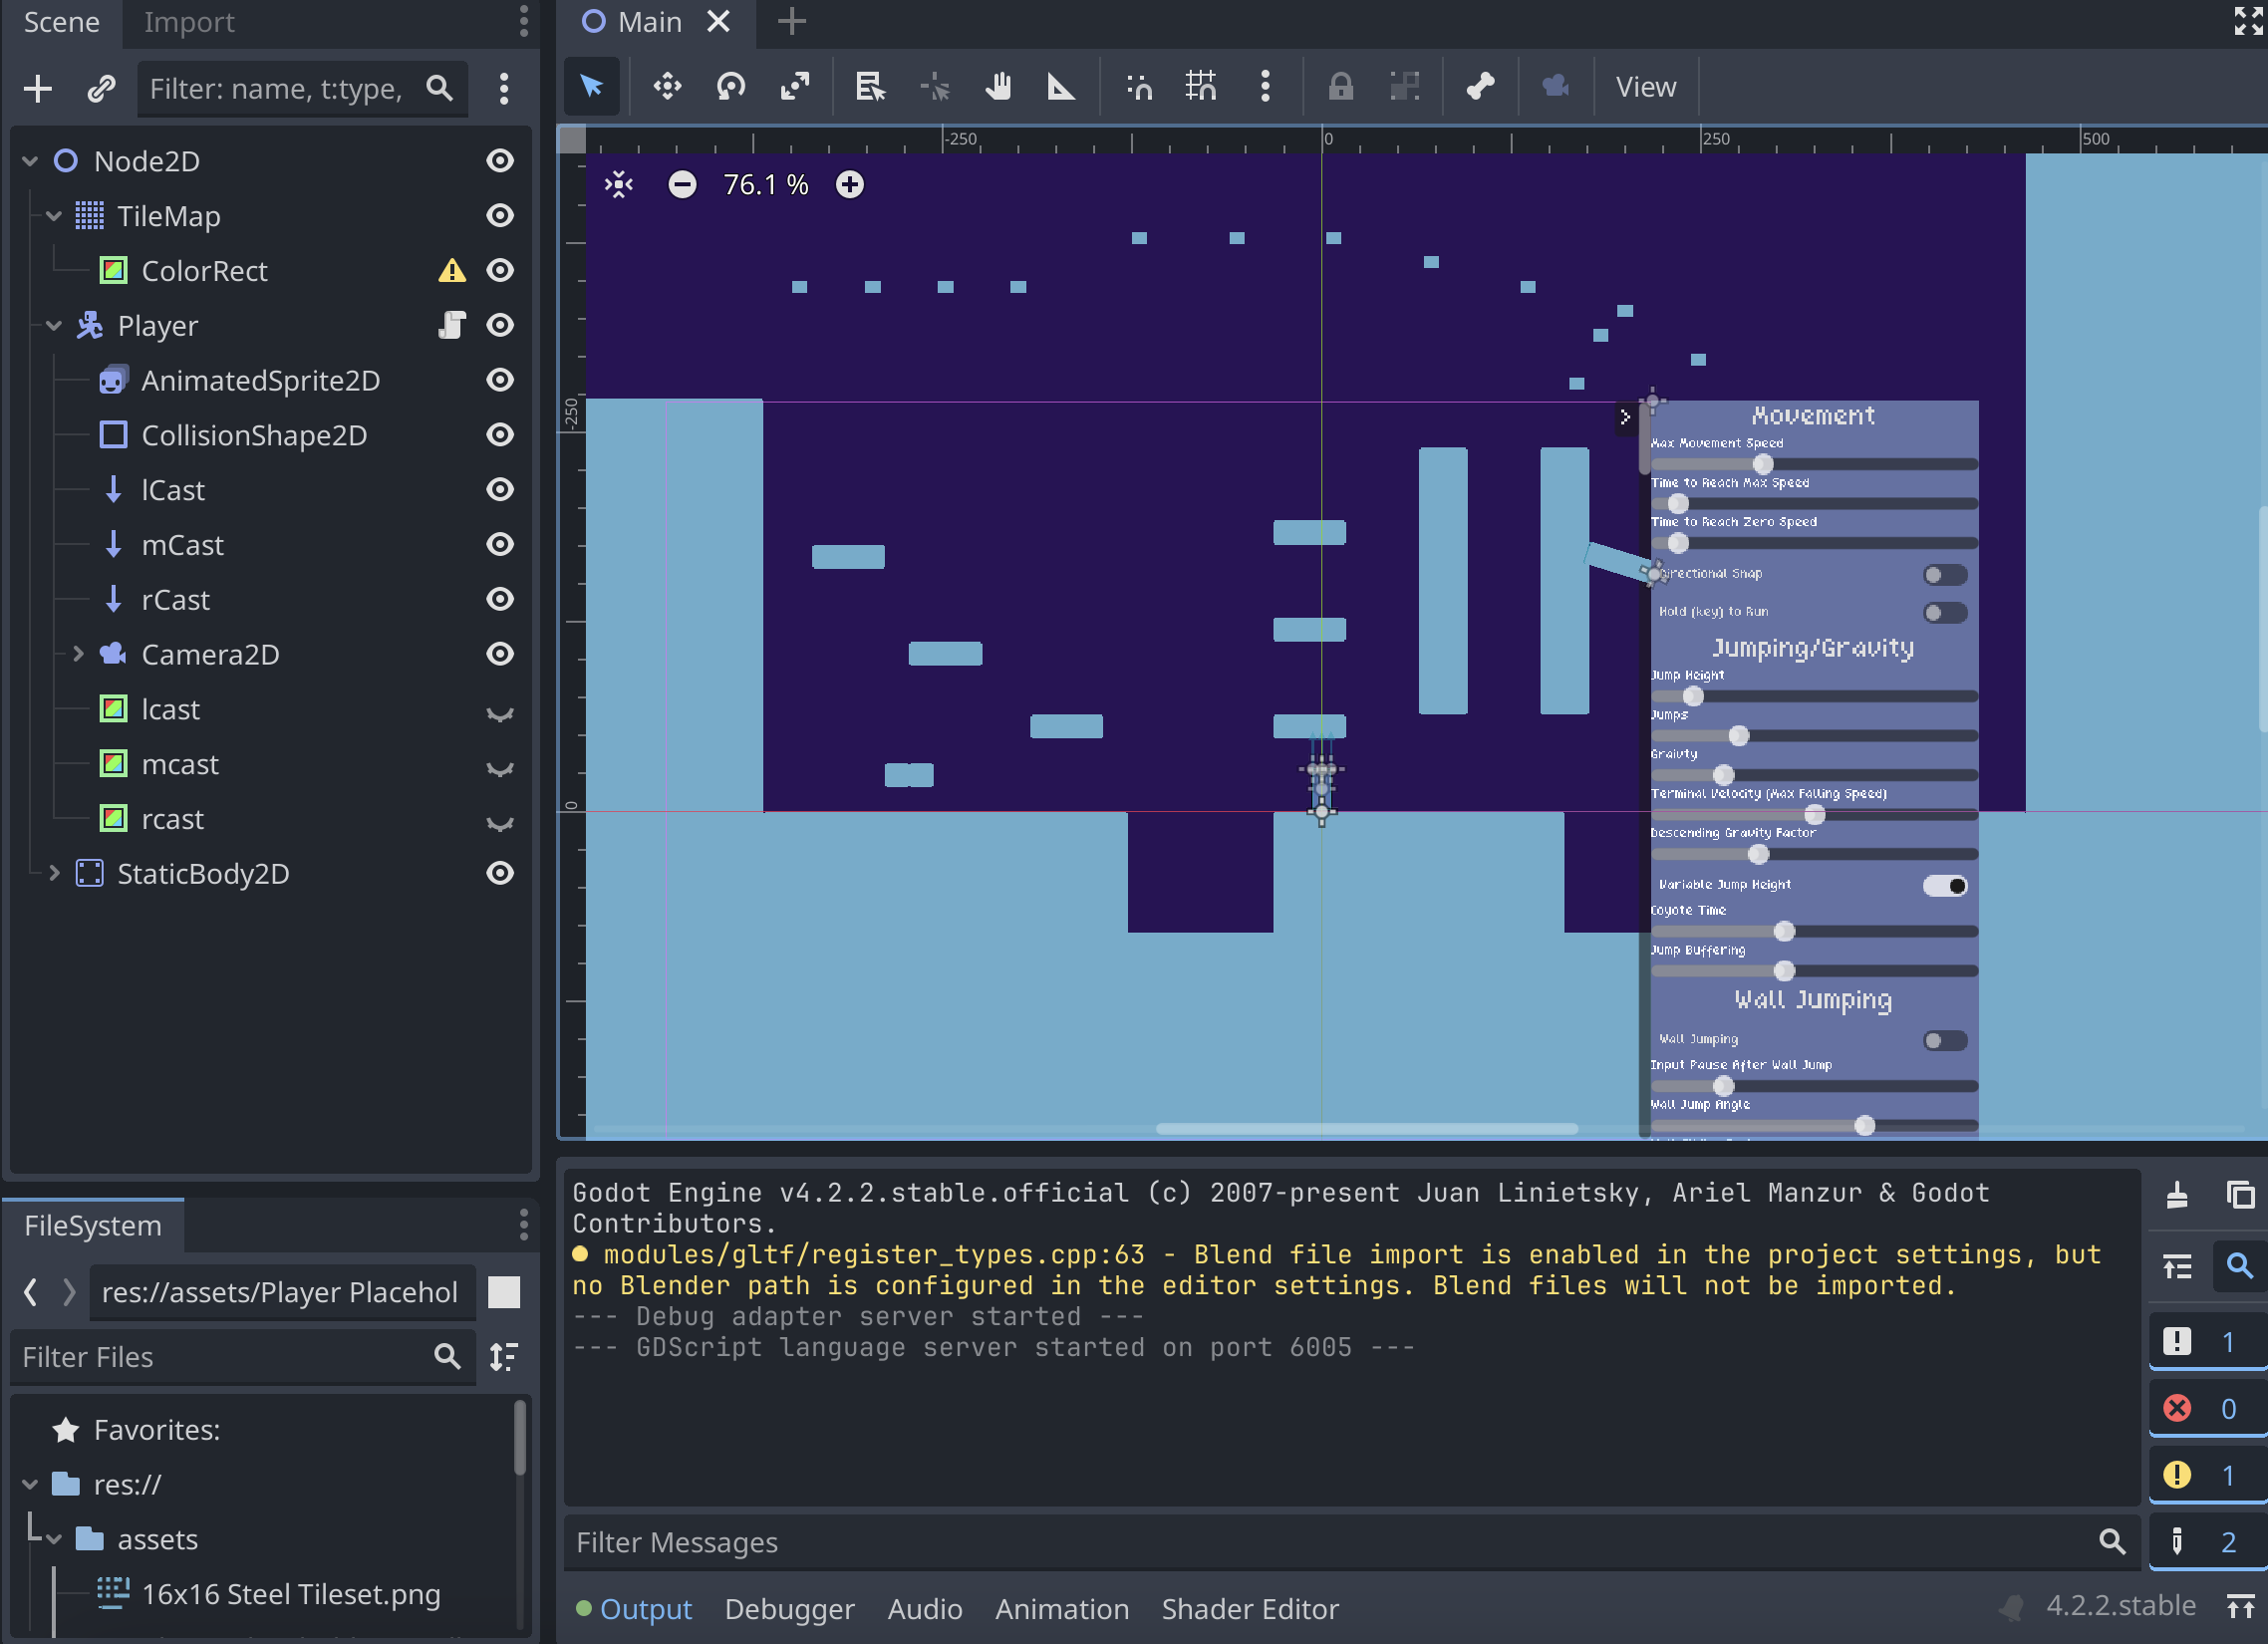 Scene Import
Filter: name, t:type,
Node2D
TileMap
ColorRect
Player
AnimatedSprite2D
CollisionShape2D
lCast
mCast
rCast
Camera2D
lcast
mcast
rcast
StaticBody2D
FileSystem
res://assets/Player Placehol
Filter Files
Favorites:
res://
assets
16x16 Steel Tileset.png
Main
View
-250 0 250 500
76.1 %
-250
0
>
Movement
Max Movement Speed
Time to Reach Max Speed
Time to Reach Zero Speed
Directional Snap
Hold (key) to Run
Jumping/Gravity
Jump Height
Jumps
Graivty
Terminal Velocity (Max Falling Speed)
Descending Gravity Factor
Variable Jump Height
Coyote Time
Jump Buffering
Wall Jumping
Wall Jumping
Input Pause After Wall Jump
Wall Jump Angle
Godot Engine v4.2.2.stable.official (c) 2007-present Juan Linietsky, Ariel Manzur & Godot
Contributors.
modules/gltf/register_types.cpp:63 - Blend file import is enabled in the project settings, but
no Blender path is configured in the editor settings. Blend files will not be imported.
--- Debug adapter server started ---
--- GDScript language server started on port 6005 ---
1
0
1
2
Filter Messages
Output Debugger Audio Animation Shader Editor
4.2.2.stable